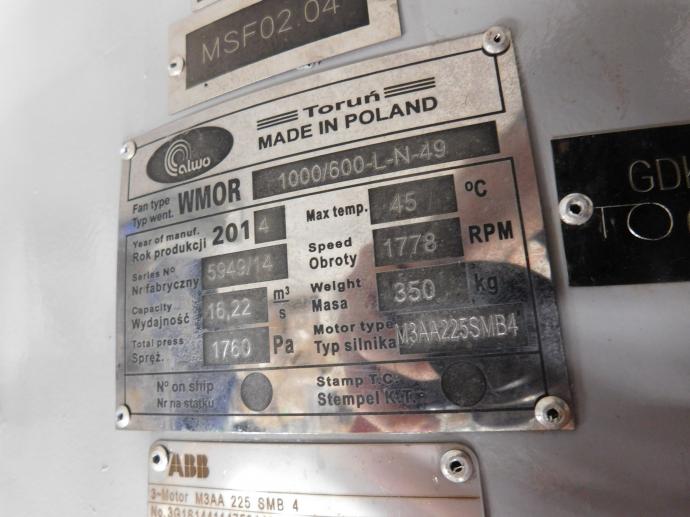 MSF02.04
alwo
Toruń
MADE IN POLAND
Fan type
Typ went. WMOR 1000/600-L-N-49
Year of manuf.
Rok produkcji 2014
Max temp. 45 °C
Series No
Nr fabryczny 5949/14
Speed
Obroty 1778 RPM
Capacity
Wydajność 16,22 m³/s
Weight
Masa 350 kg
Total press
Spręż. 1760 Pa
Motor type
Typ silnika M3AA225SMB4
No on ship
Nr na statku
Stamp T.C:
Stempel K.T.:
GDK
TO
ABB
3-Motor M3AA 225 SMB 4